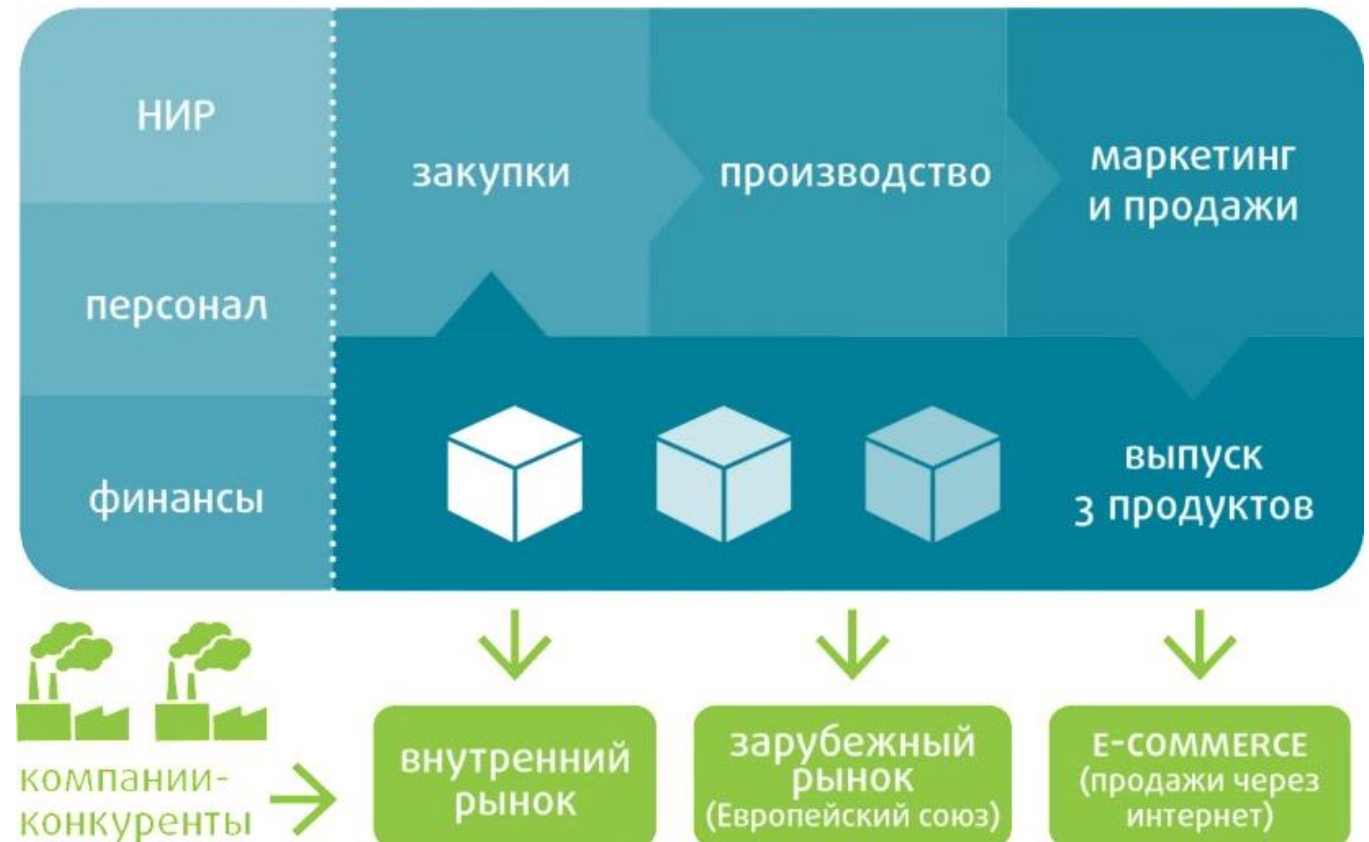 НИР
персонал
финансы
закупки
производство
маркетинг
и продажи
выпуск
3 продуктов
компании-
конкуренты
внутренний
рынок
зарубежный
рынок
(Европейский союз)
E-COMMERCE
(продажи через
интернет)